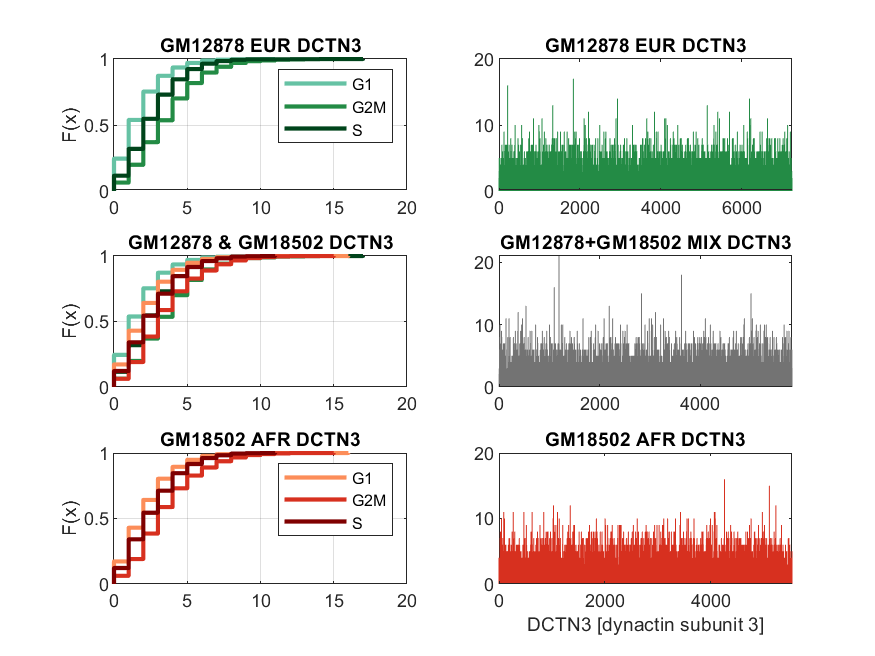 GM12878 EUR DCTN3
1
0.5
1
F(x)
0 5 10 15 20
G1
G2M
S
GM12878 EUR DCTN3
20
10
0
0 2000 4000 6000
GM12878 & GM18502 DCTN3
1
0.5
1
F(x)
0 5 10 15 20
GM12878+GM18502 MIX DCTN3
20
10
0
0 2000 4000
GM18502 AFR DCTN3
1
0.5
1
F(x)
0 5 10 15 20
G1
G2M
S
GM18502 AFR DCTN3
20
10
0
0 2000 4000
DCTN3 [dynactin subunit 3]